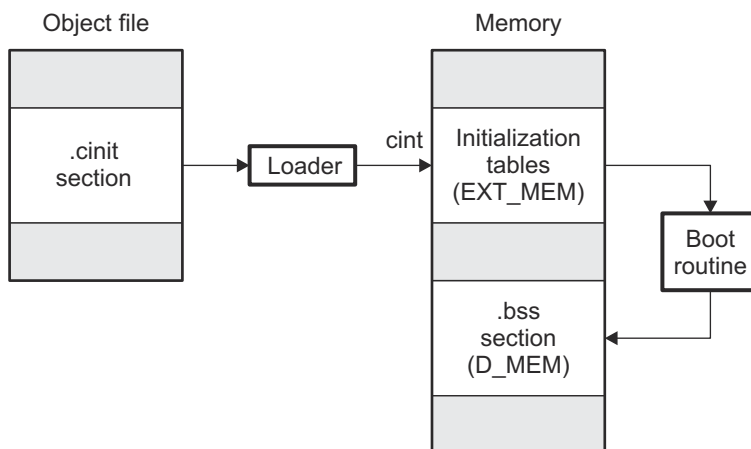 Object file
Memory
.cinit
section
Loader
cint
Initialization
tables
(EXT_MEM)
Boot
routine
.bss
section
(D_MEM)